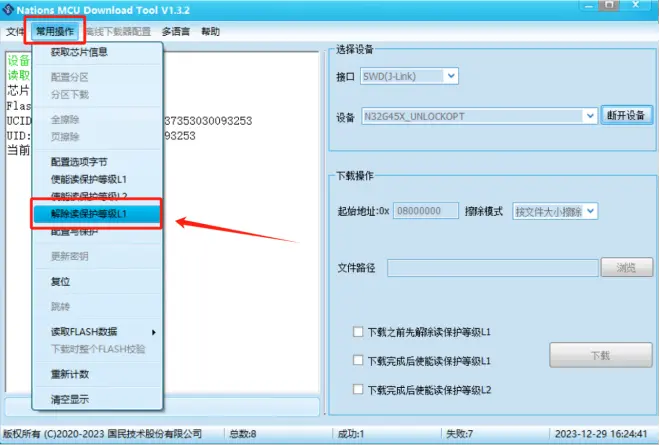 Nations MCU Download Tool V1.3.2
文件 常用操作 离线下载器配置 多语言 帮助
设备
读取
芯片
Flas
UCID 37353030093253
UID: 093253
当前
获取芯片信息
配置分区
分区下载
全擦除
页擦除
配置选项字节
使能读保护等级L1
使能读保护等级L2
解除读保护等级L1
配置写保护
更新密钥
复位
跳转
读取FLASH数据
下载时整个FLASH校验
重新计数
清空显示
选择设备
接口 SWD(J-Link)
设备 N32G45X_UNLOCKOPT 断开设备
下载操作
起始地址:0x 08000000 擦除模式 按文件大小擦除
文件路径 浏览
下载之前先解除读保护等级L1
下载完成后使能读保护等级L1
下载
下载完成后使能读保护等级L2
版权所有 (C)2020-2023 国民技术股份有限公司 总数:8 成功:1 失败:7 2023-12-29 16:24:41